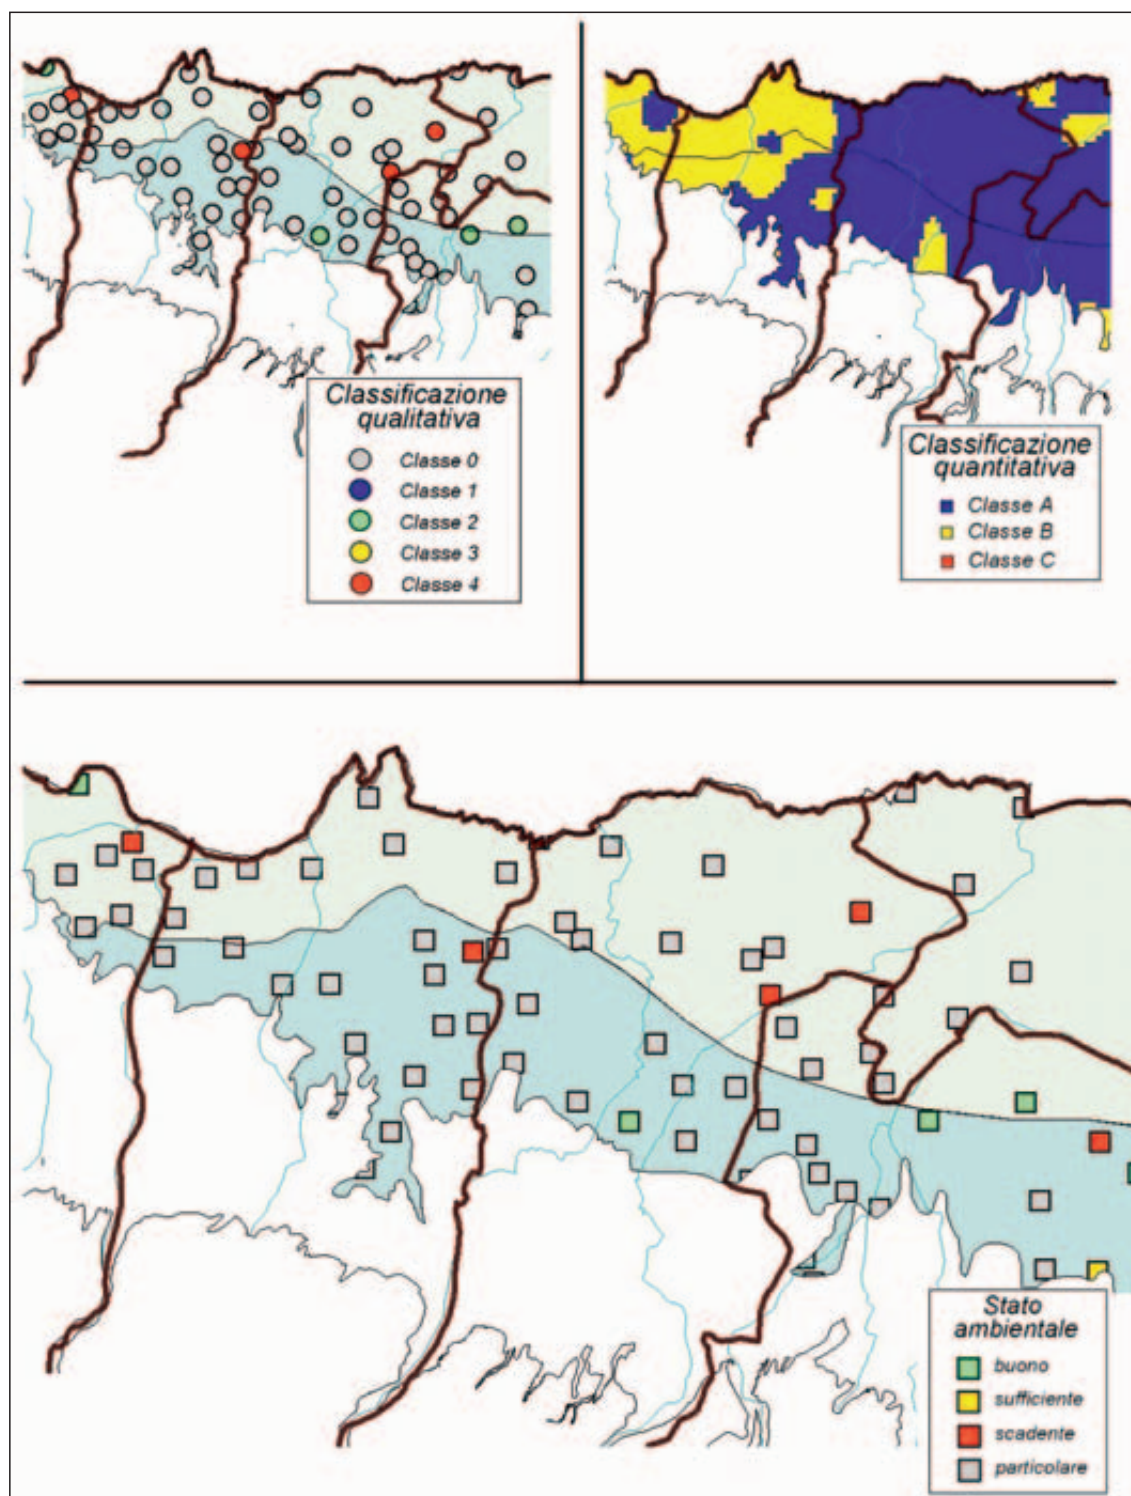 Classificazione
qualitativa
Classe 0
Classe 1
Classe 2
Classe 3
Classe 4
Classificazione
quantitativa
Classe A
Classe B
Classe C
Stato
ambientale
buono
sufficiente
scadente
particolare